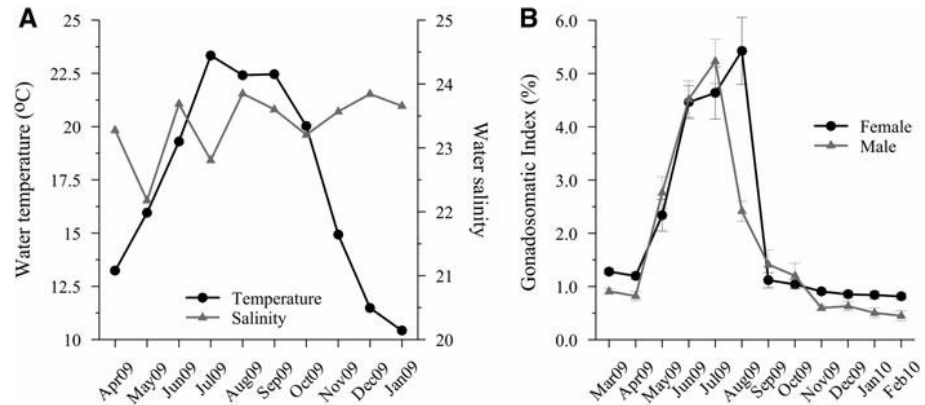 A
25
22.5
20
17.5
15
12.5
10
Water temperature (ºC)
25
24
23
22
21
20
Water salinity
Temperature
Salinity
Apr09 May09 Jun09 Jul09 Aug09 Sep09 Oct09 Nov09 Dec09 Jan09
B
6.0
5.0
4.0
3.0
2.0
1.0
0.0
Gonadosomatic Index (%)
Female
Male
Mar09 Apr09 May09 Jun09 Jul09 Aug09 Sep09 Oct09 Nov09 Dec09 Jan10 Feb10